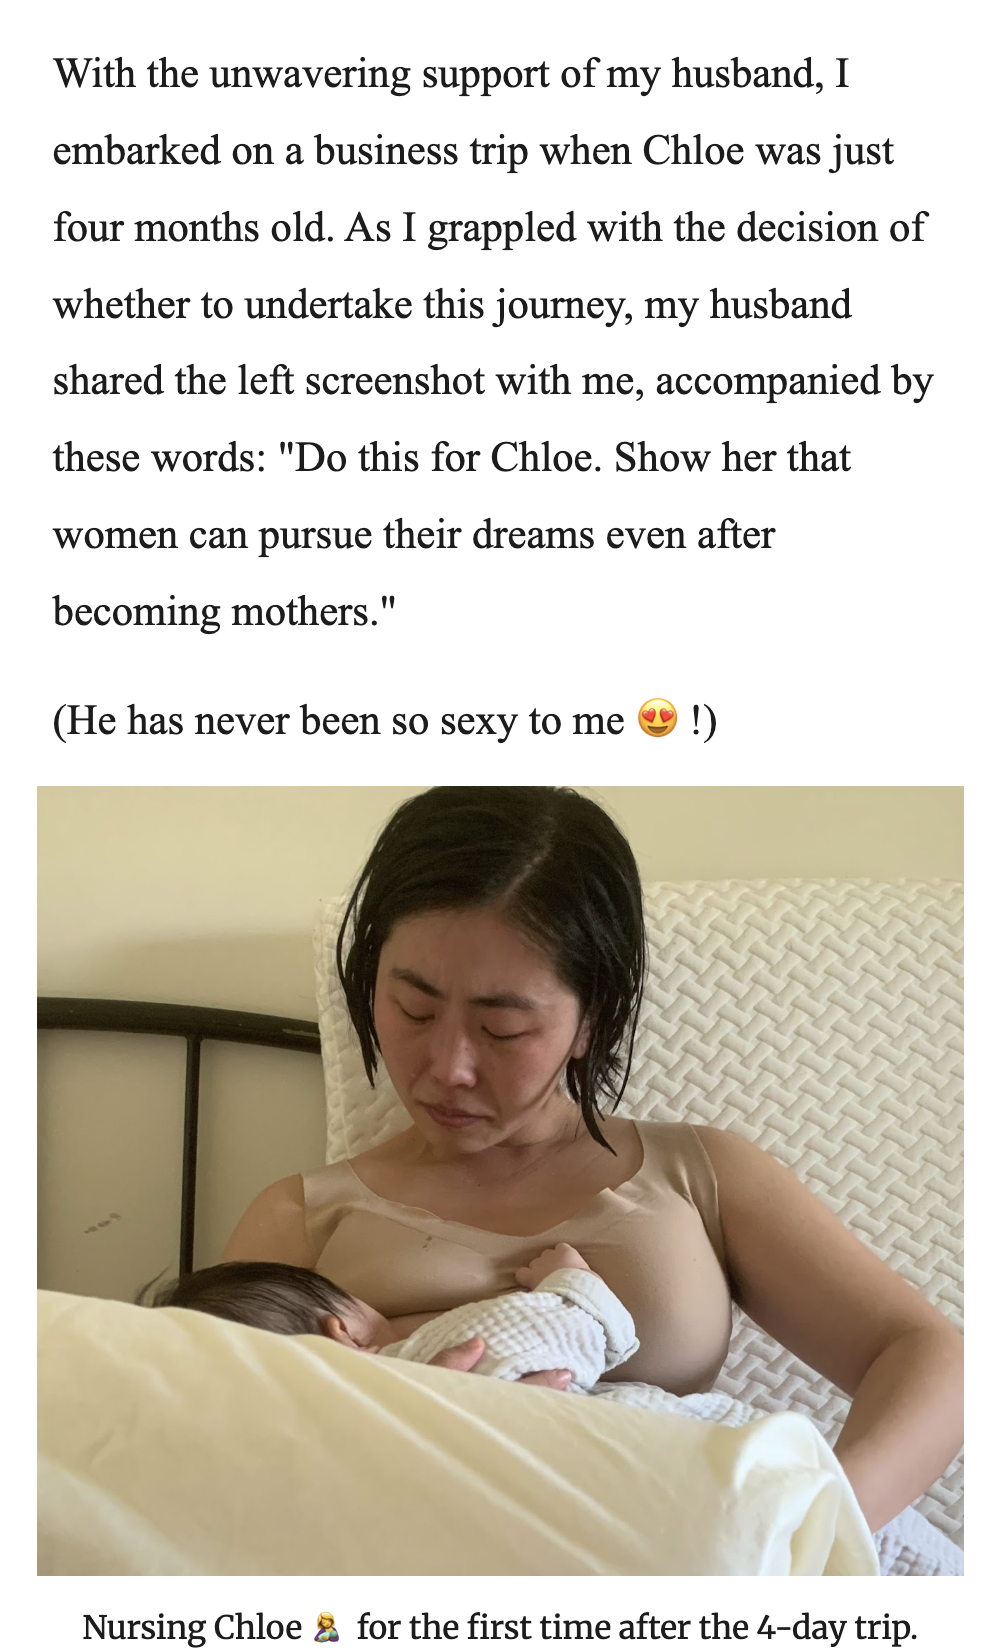 With the unwavering support of my husband, I
embarked on a business trip when Chloe was just
four months old. As I grappled with the decision of
whether to undertake this journey, my husband
shared the left screenshot with me, accompanied by
these words: "Do this for Chloe. Show her that
women can pursue their dreams even after
becoming mothers."
(He has never been so sexy to me 😍 !)
Nursing Chloe 🤱 for the first time after the 4-day trip.